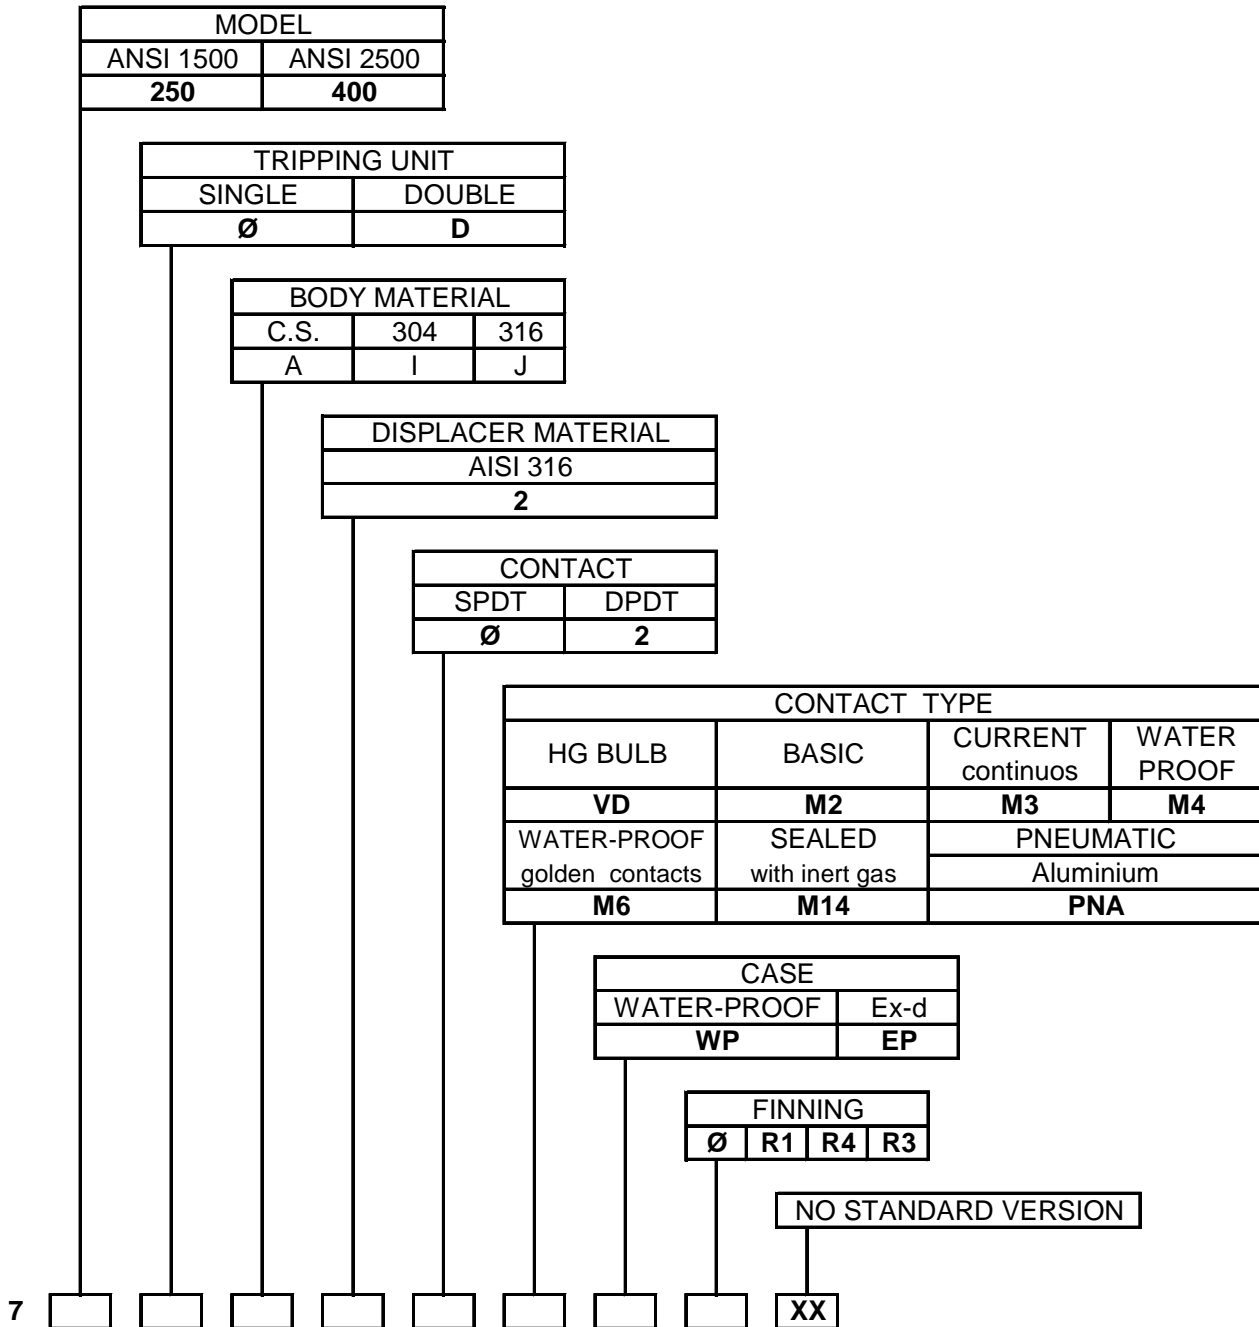 MODEL
ANSI 1500 ANSI 2500
250 400
TRIPPING UNIT
SINGLE DOUBLE
Ø D
BODY MATERIAL
C.S. 304 316
A I J
DISPLACER MATERIAL
AISI 316
2
CONTACT
SPDT DPDT
Ø 2
CONTACT TYPE
HG BULB BASIC CURRENT continuos WATER PROOF
VD M2 M3 M4
WATER-PROOF golden contacts SEALED with inert gas PNEUMATIC Aluminium
M6 M14 PNA
CASE
WATER-PROOF Ex-d
WP EP
FINNING
Ø R1 R4 R3
NO STANDARD VERSION
7 XX